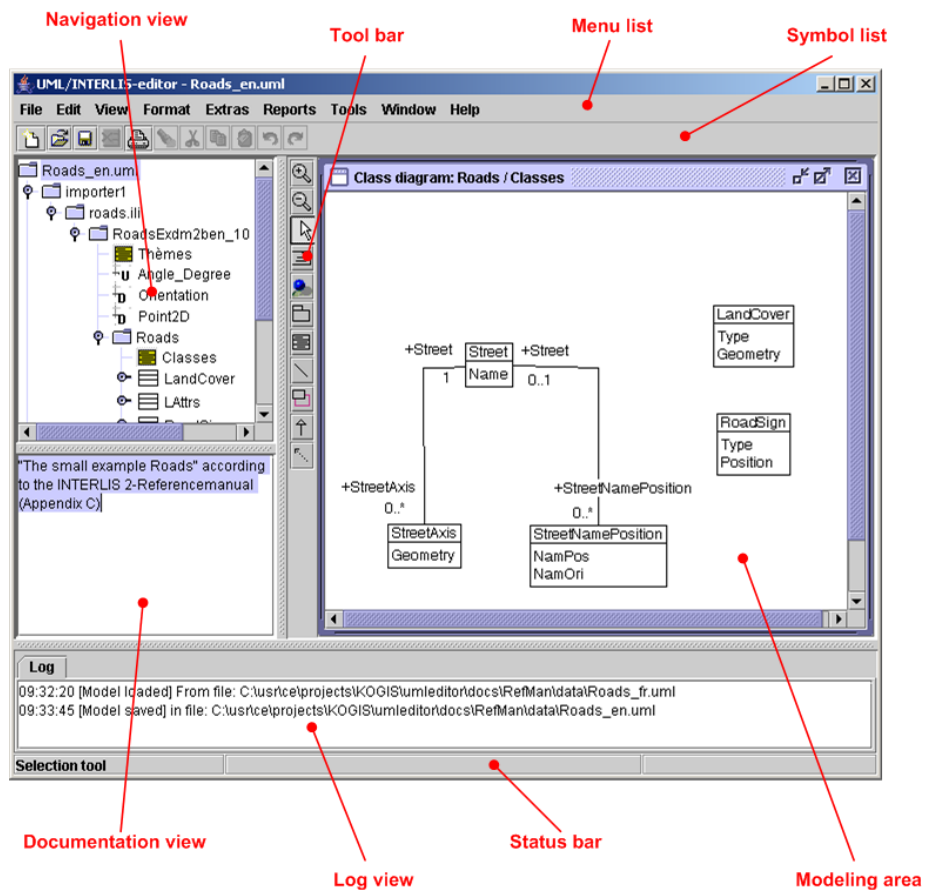 Navigation view
Tool bar
Menu list
Symbol list
UML/INTERLIS-editor - Roads_en.uml
File Edit View Format Extras Reports Tools Window Help
Roads_en.uml
importer1
roads.ili
RoadsExdm2ben_10
Thèmes
Angle_Degree
Orientation
Point2D
Roads
Classes
LandCover
LAttrs
"The small example Roads" according
to the INTERLIS 2-Referencemanual
(Appendix C)
Class diagram: Roads / Classes
LandCover
Type
Geometry
+Street Street +Street
1 Name 0..1
RoadSign
Type
Position
+StreetAxis
0..*
StreetAxis
Geometry
+StreetNamePosition
0..*
StreetNamePosition
NamPos
NamOri
Log
09:32:20 [Model loaded] From file: C:\usr\ce\projects\KOGIS\umleditor\docs\RefMan\data\Roads_fr.uml
09:33:45 [Model saved] in file: C:\usr\ce\projects\KOGIS\umleditor\docs\RefMan\data\Roads_en.uml
Selection tool
Documentation view
Status bar
Log view
Modeling area